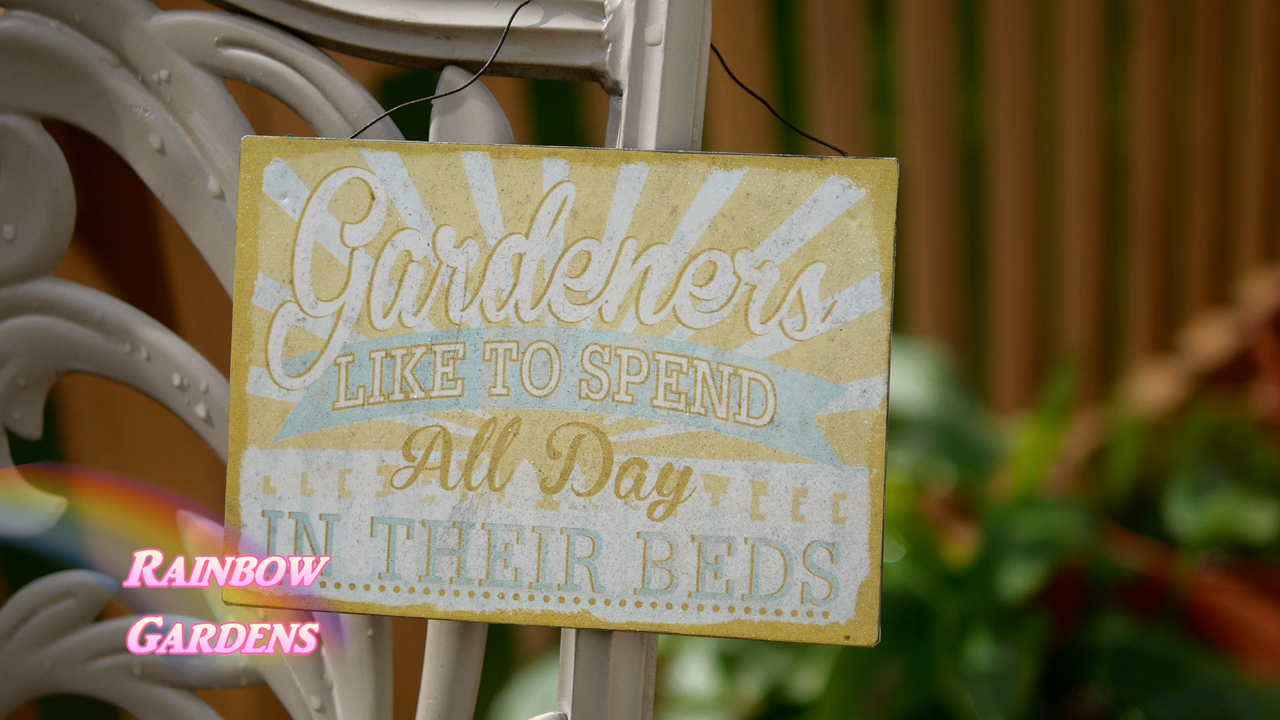 Gardeners
LIKE TO SPEND
All Day
IN THEIR BEDS
RAINBOW
GARDENS